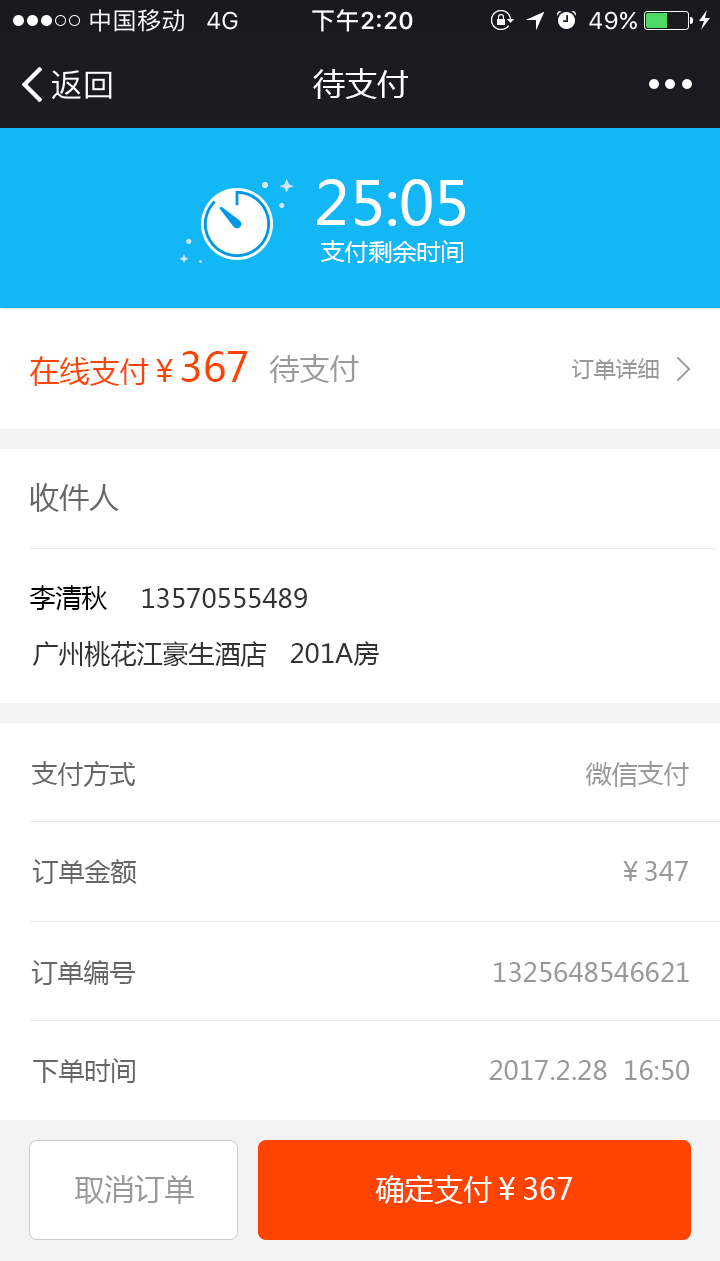 中国移动 4G 下午2:20 49%
返回 待支付
25:05
支付剩余时间
在线支付¥367 待支付 订单详细
收件人
李清秋 13570555489
广州桃花江豪生酒店 201A房
支付方式 微信支付
订单金额 ¥347
订单编号 1325648546621
下单时间 2017.2.28 16:50
取消订单 确定支付¥367